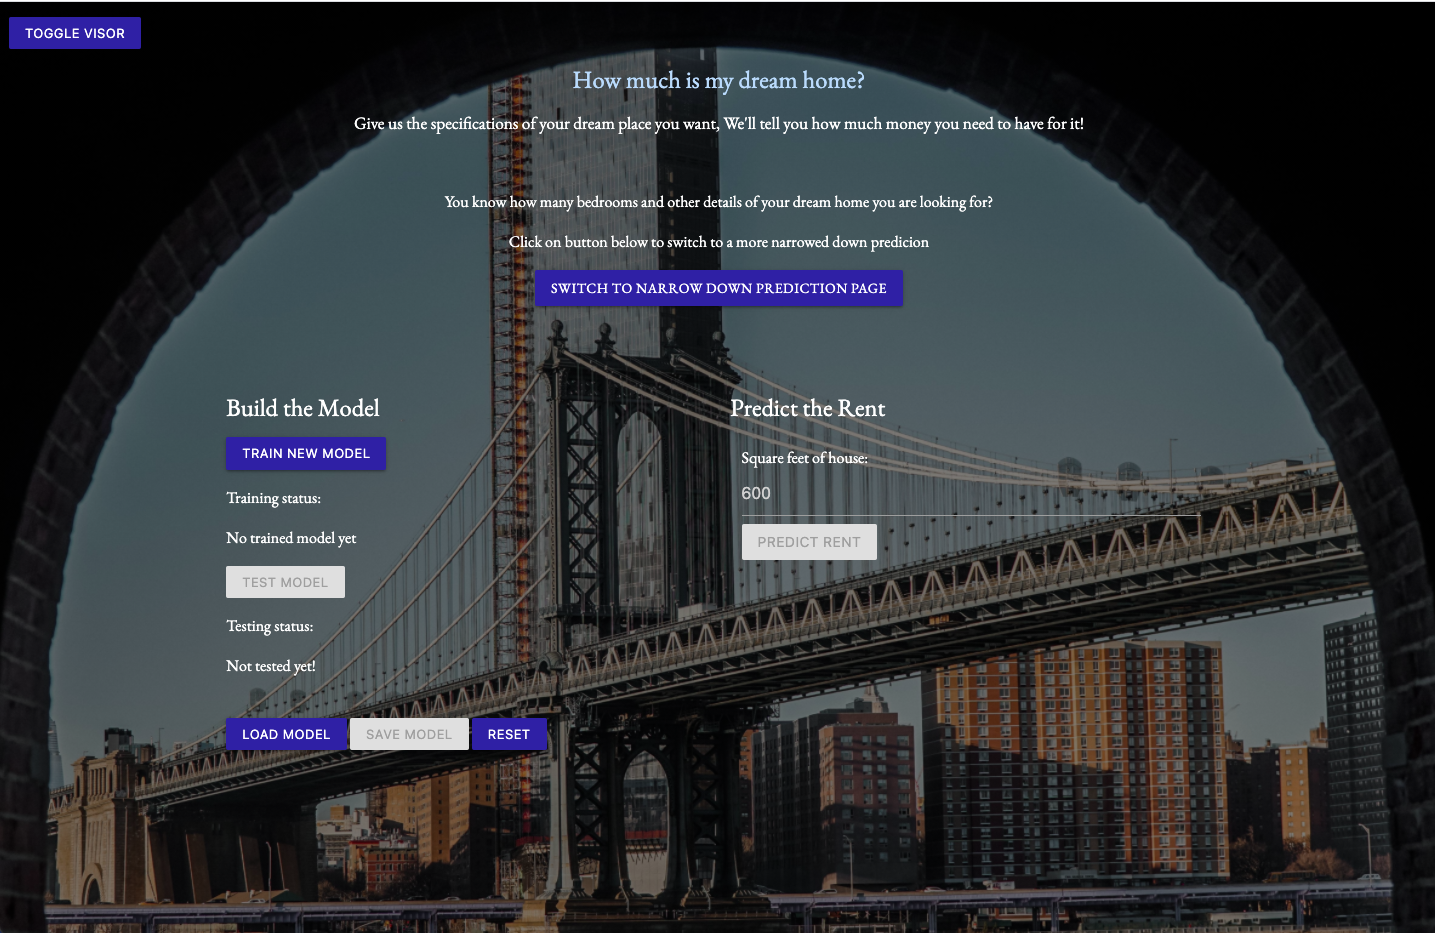 TOGGLE VISOR
How much is my dream home?
Give us the specifications of your dream place you want, We'll tell you how much money you need to have for it!
You know how many bedrooms and other details of your dream home you are looking for?
Click on button below to switch to a more narrowed down predicion
SWITCH TO NARROW DOWN PREDICTION PAGE
Build the Model
TRAIN NEW MODEL
Training status:
No trained model yet
TEST MODEL
Testing status:
Not tested yet!
LOAD MODEL SAVE MODEL RESET
Predict the Rent
Square feet of house:
600
PREDICT RENT